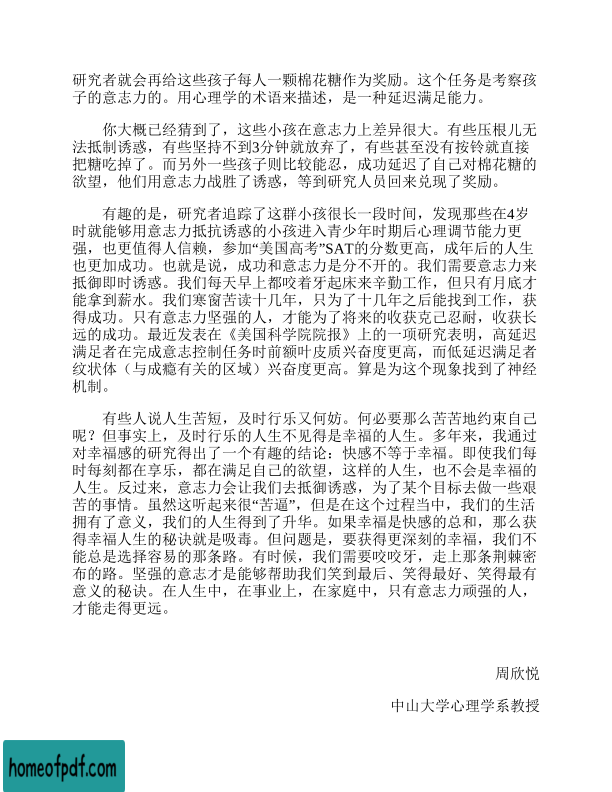 研究者就会再给这些孩子每人一颗棉花糖作为奖励。这个任务是考察孩
子的意志力的。用心理学的术语来描述，是一种延迟满足能力。
你大概已经猜到了，这些小孩在意志力上差异很大。有些压根儿无
法抵制诱惑，有些坚持不到3分钟就放弃了，有些甚至没有按铃就直接
把糖吃掉了。而另外一些孩子则比较能忍，成功延迟了自己对棉花糖的
欲望，他们用意志力战胜了诱惑，等到研究人员回来兑现了奖励。
有趣的是，研究者追踪了这群小孩很长一段时间，发现那些在4岁
时就能够用意志力抵抗诱惑的小孩进入青少年时期后心理调节能力更
强，也更值得人信赖，参加“美国高考”SAT的分数更高，成年后的人生
也更加成功。也就是说，成功和意志力是分不开的。我们需要意志力来
抵御即时诱惑。我们每天早上都咬着牙起床来辛勤工作，但只有月底才
能拿到薪水。我们寒窗苦读十几年，只为了十几年之后能找到工作，获
得成功。只有意志力坚强的人，才能为了将来的收获克己忍耐，收获长
远的成功。最近发表在《美国科学院院报》上的一项研究表明，高延迟
满足者在完成意志控制任务时前额叶皮质兴奋度更高，而低延迟满足者
纹状体（与成瘾有关的区域）兴奋度更高。算是为这个现象找到了神经
机制。
有些人说人生苦短，及时行乐又何妨。何必要那么苦苦地约束自己
呢？但事实上，及时行乐的人生不见得是幸福的人生。多年来，我通过
对幸福感的研究得出了一个有趣的结论：快感不等于幸福。即使我们每
时每刻都在享乐，都在满足自己的欲望，这样的人生，也不会是幸福的
人生。反过来，意志力会让我们去抵御诱惑，为了某个目标去做一些艰
苦的事情。虽然这听起来很“苦逼”，但是在这个过程当中，我们的生活
拥有了意义，我们的人生得到了升华。如果幸福是快感的总和，那么获
得幸福人生的秘诀就是吸毒。但问题是，要获得更深刻的幸福，我们不
能总是选择容易的那条路。有时候，我们需要咬咬牙，走上那条荆棘密
布的路。坚强的意志才是能够帮助我们笑到最后、笑得最好、笑得最有
意义的秘诀。在人生中，在事业上，在家庭中，只有意志力顽强的人，
才能走得更远。
周欣悦
中山大学心理学系教授
homeofpdf.com